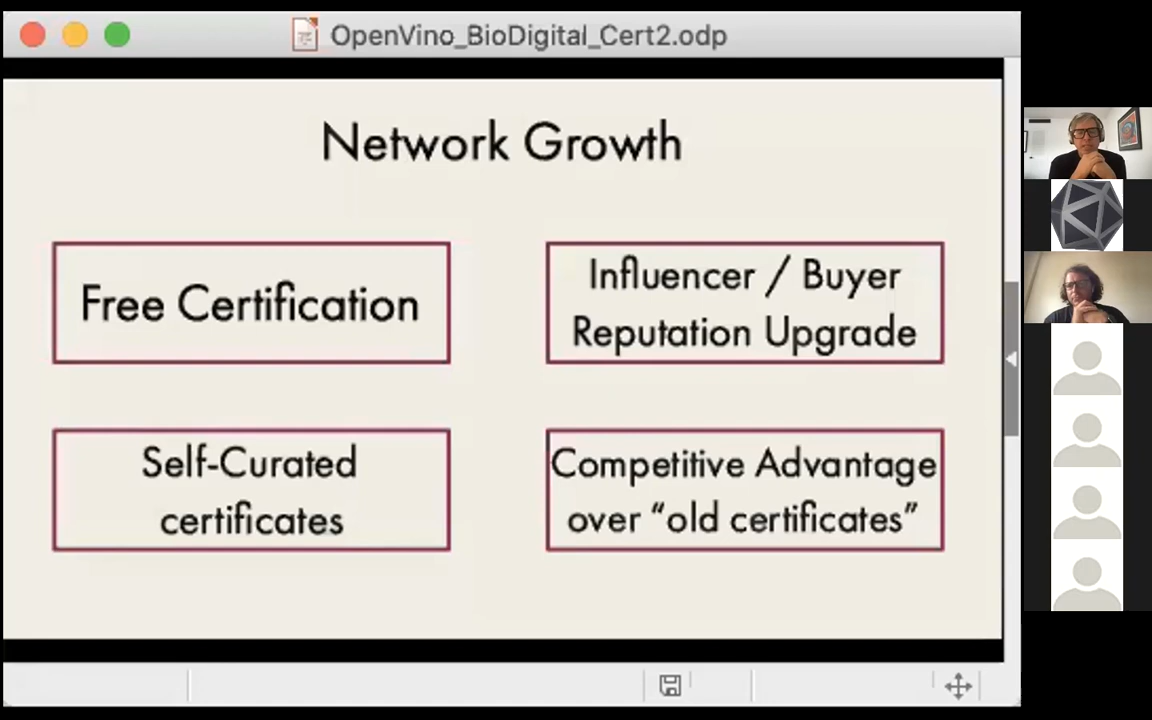 OpenVino_BioDigital_Cert2.odp
Network Growth
Free Certification
Influencer / Buyer
Reputation Upgrade
Self-Curated
certificates
Competitive Advantage
over “old certificates”